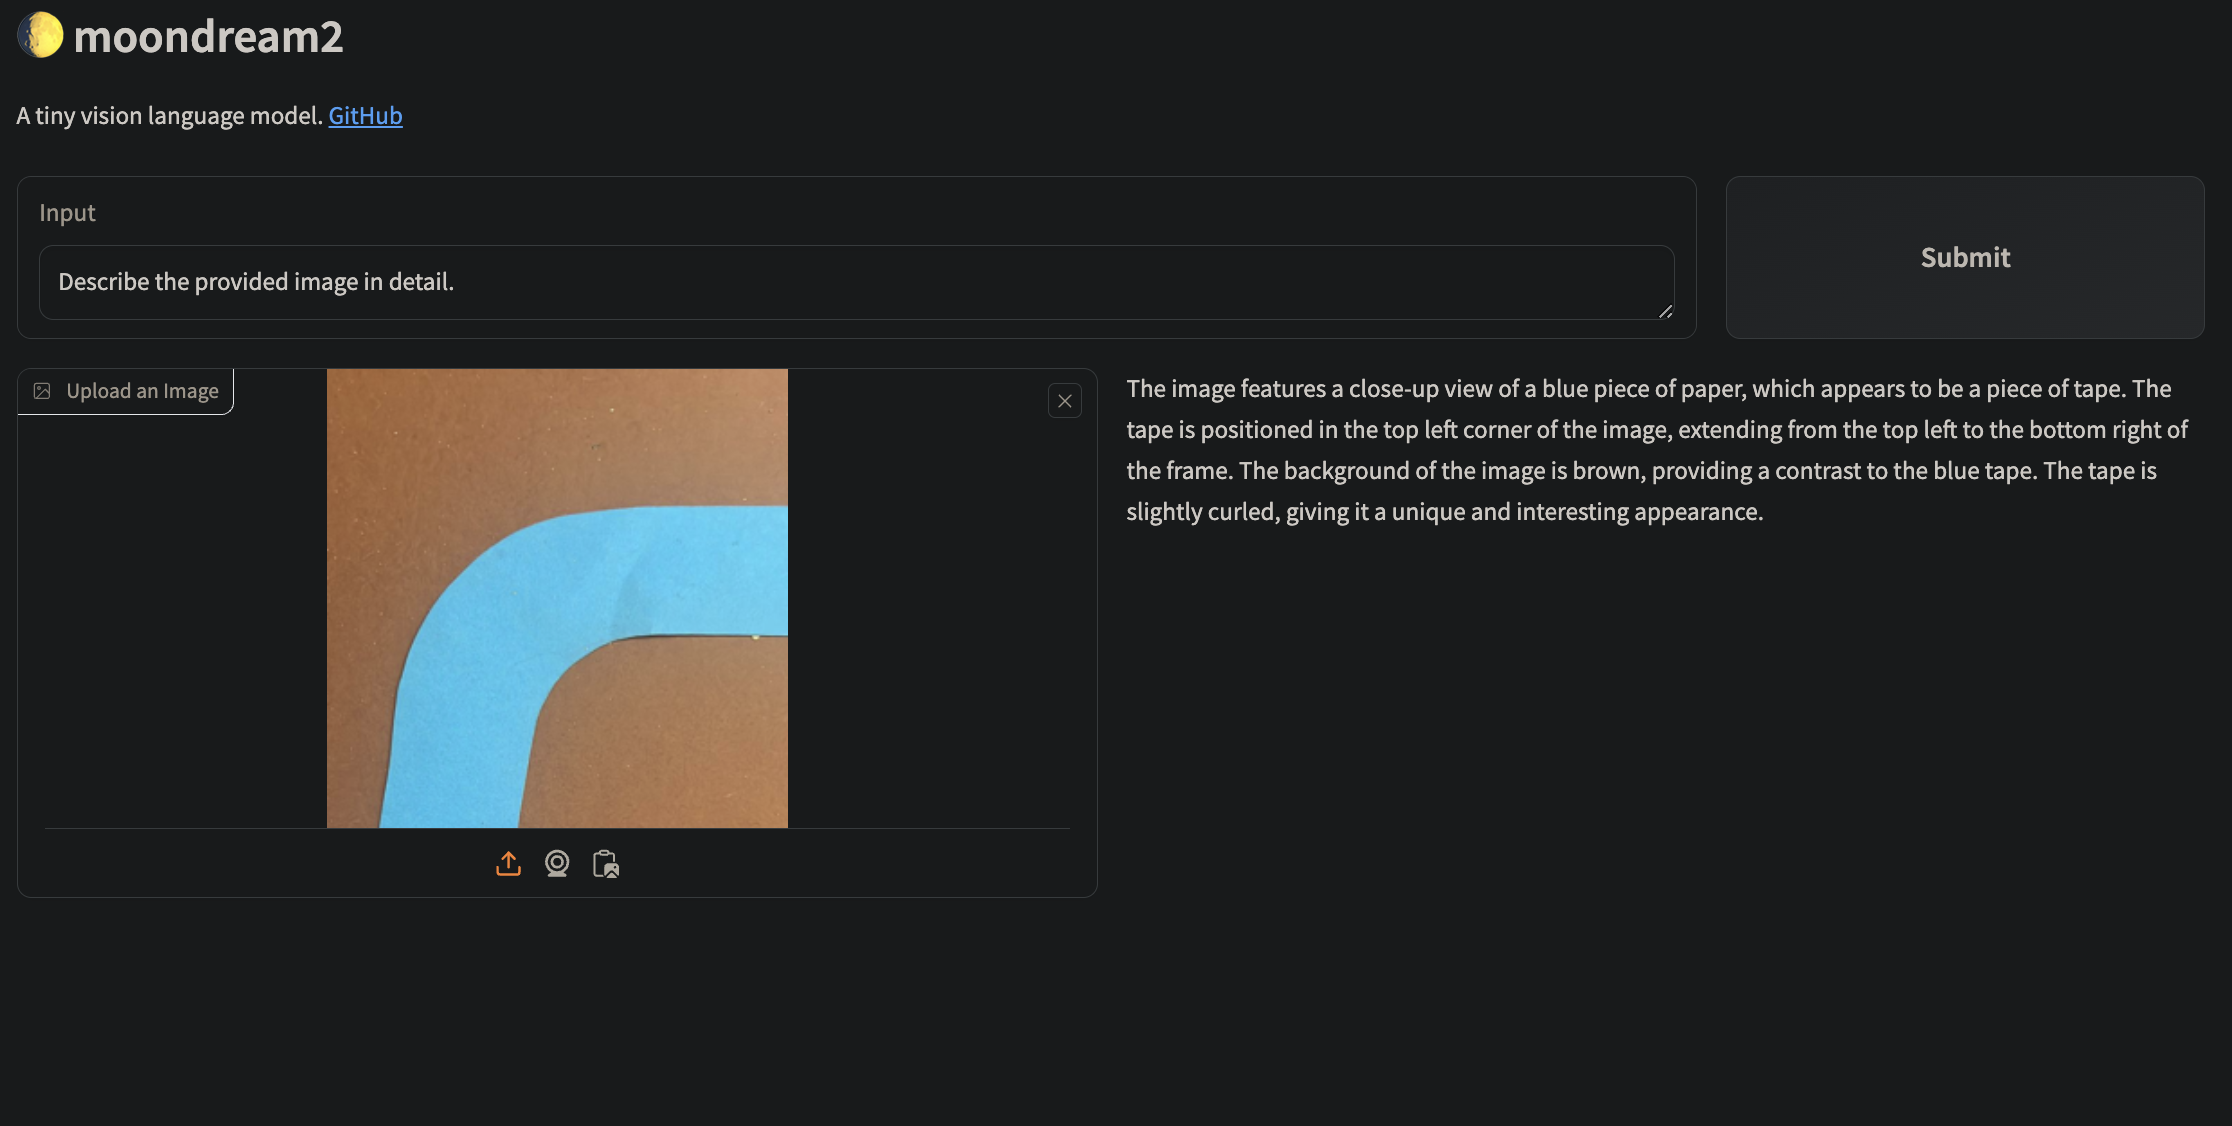 moondream2
A tiny vision language model. GitHub
Input
Describe the provided image in detail.
Submit
Upload an Image
The image features a close-up view of a blue piece of paper, which appears to be a piece of tape. The
tape is positioned in the top left corner of the image, extending from the top left to the bottom right of
the frame. The background of the image is brown, providing a contrast to the blue tape. The tape is
slightly curled, giving it a unique and interesting appearance.